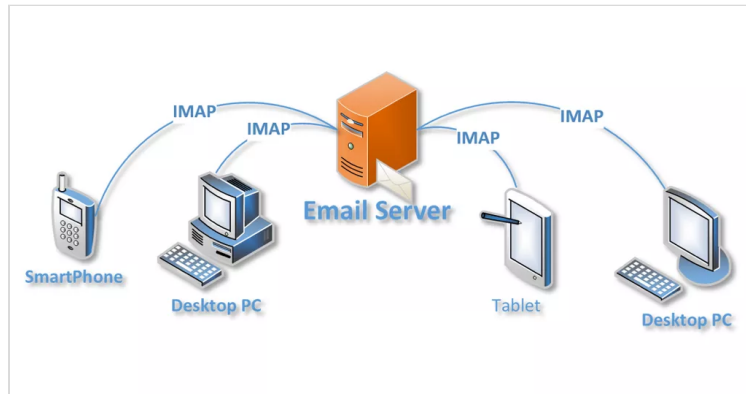 IMAP
IMAP
IMAP
IMAP
Email Server
SmartPhone
Desktop PC
Tablet
Desktop PC